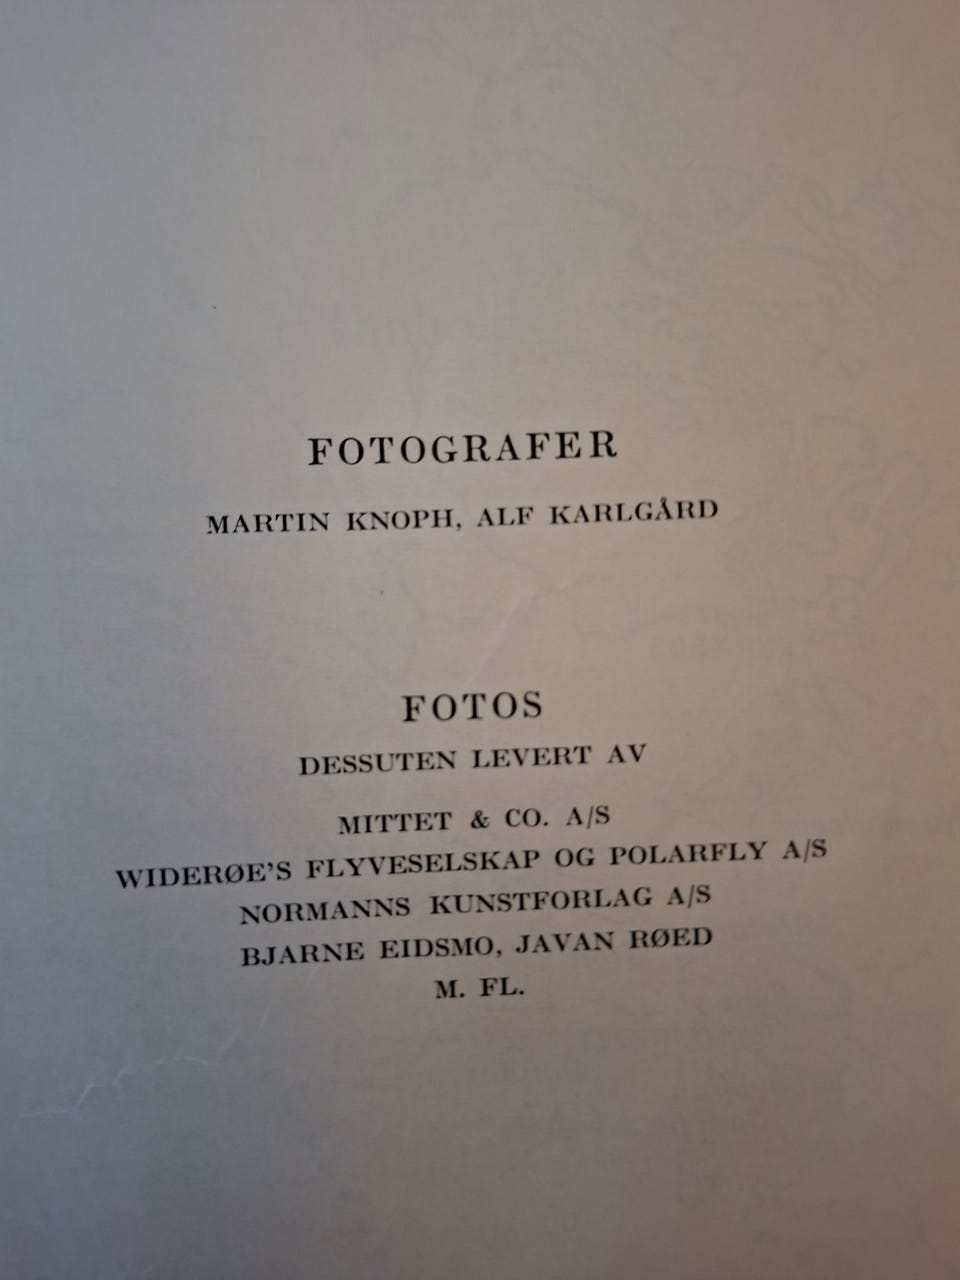 FOTOGRAFER
MARTIN KNOPH, ALF KARLGÅRD
FOTOS
DESSUTEN LEVERT AV
MITTET & CO. A/S
WIDERØE'S FLYVESELSKAP OG POLARFLY A/S
NORMANNS KUNSTFORLAG A/S
BJARNE EIDSMO, JAVAN RØED
M. FL.